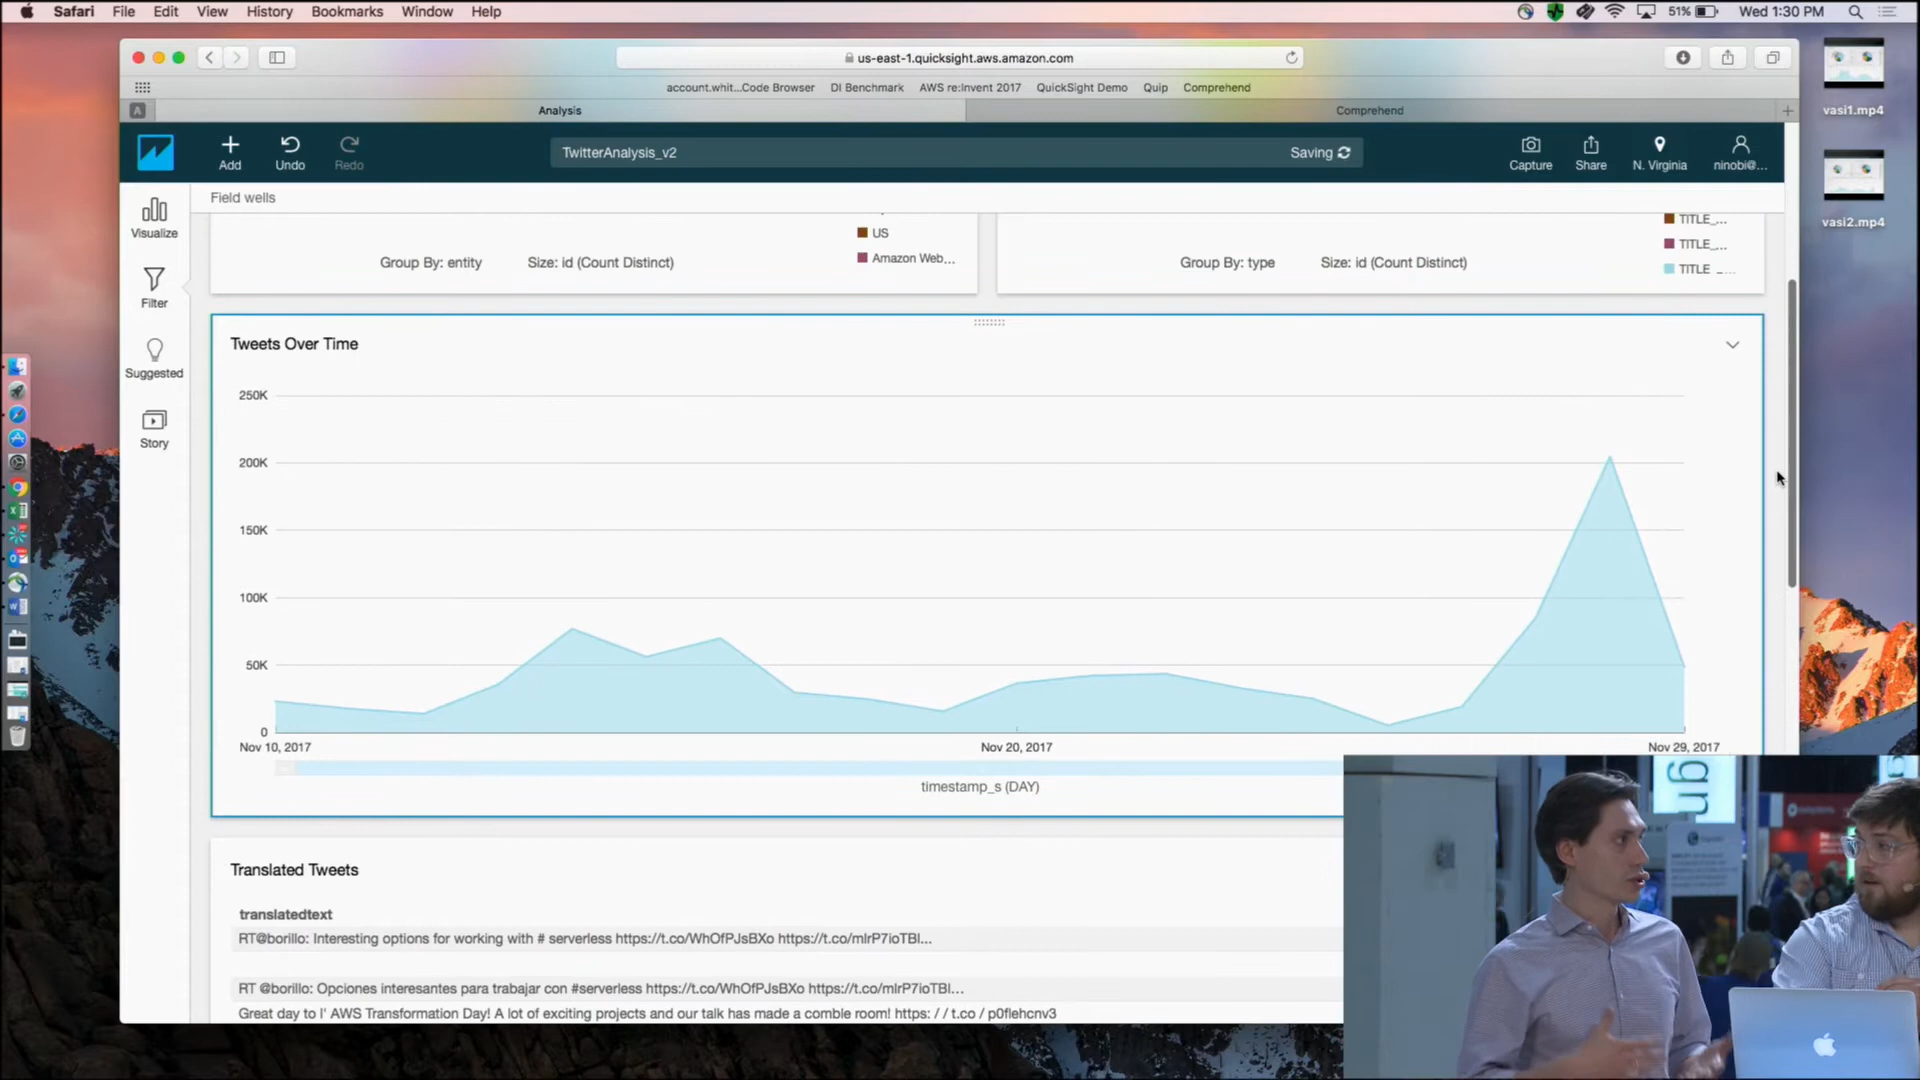 Safari File Edit View History Bookmarks Window Help
51% Wed 1:30 PM
us-east-1.quicksight.aws.amazon.com
account.whit...Code Browser DI Benchmark AWS re:Invent 2017 QuickSight Demo Quip Comprehend
A Analysis Comprehend
Add Undo Redo
TwitterAnalysis_v2 Saving
Capture Share N. Virginia ninobi@...
vasi1.mp4
vasi2.mp4
Field wells
Visualize
Filter
Suggested
Story
US
Amazon Web...
Group By: entity Size: id (Count Distinct)
TITLE_...
TITLE_...
TITLE _...
Group By: type Size: id (Count Distinct)
Tweets Over Time
250K
200K
150K
100K
50K
0
Nov 10, 2017 Nov 20, 2017 Nov 29, 2017
timestamp_s (DAY)
Translated Tweets
translatedtext
RT@borillo: Interesting options for working with # serverless https://t.co/WhOfPJsBXo https://t.co/mlrP7ioTBl...
RT @borillo: Opciones interesantes para trabajar con #serverless https://t.co/WhOfPJsBXo https://t.co/mlrP7ioTBl...
Great day to l' AWS Transformation Day! A lot of exciting projects and our talk has made a comble room! https: / / t.co / p0flehcnv3
gn